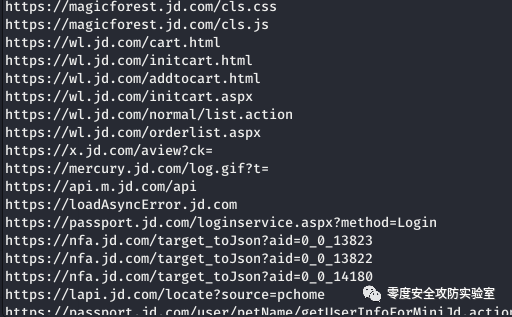 https://magicforest.jd.com/cls.css
https://magicforest.jd.com/cls.js
https://wl.jd.com/cart.html
https://wl.jd.com/initcart.html
https://wl.jd.com/addtocart.html
https://wl.jd.com/initcart.aspx
https://wl.jd.com/normal/list.action
https://wl.jd.com/orderlist.aspx
https://x.jd.com/aview?ck=
https://mercury.jd.com/log.gif?t=
https://api.m.jd.com/api
https://loadAsyncError.jd.com
https://passport.jd.com/loginservice.aspx?method=Login
https://nfa.jd.com/target_toJson?aid=0_0_13823
https://nfa.jd.com/target_toJson?aid=0_0_13822
https://nfa.jd.com/target_toJson?aid=0_0_14180
https://lapi.jd.com/locate?source=pchome
零度安全攻防实验室
https://passport.jd.com/user/petName/getUserInfoForMiniJd.action